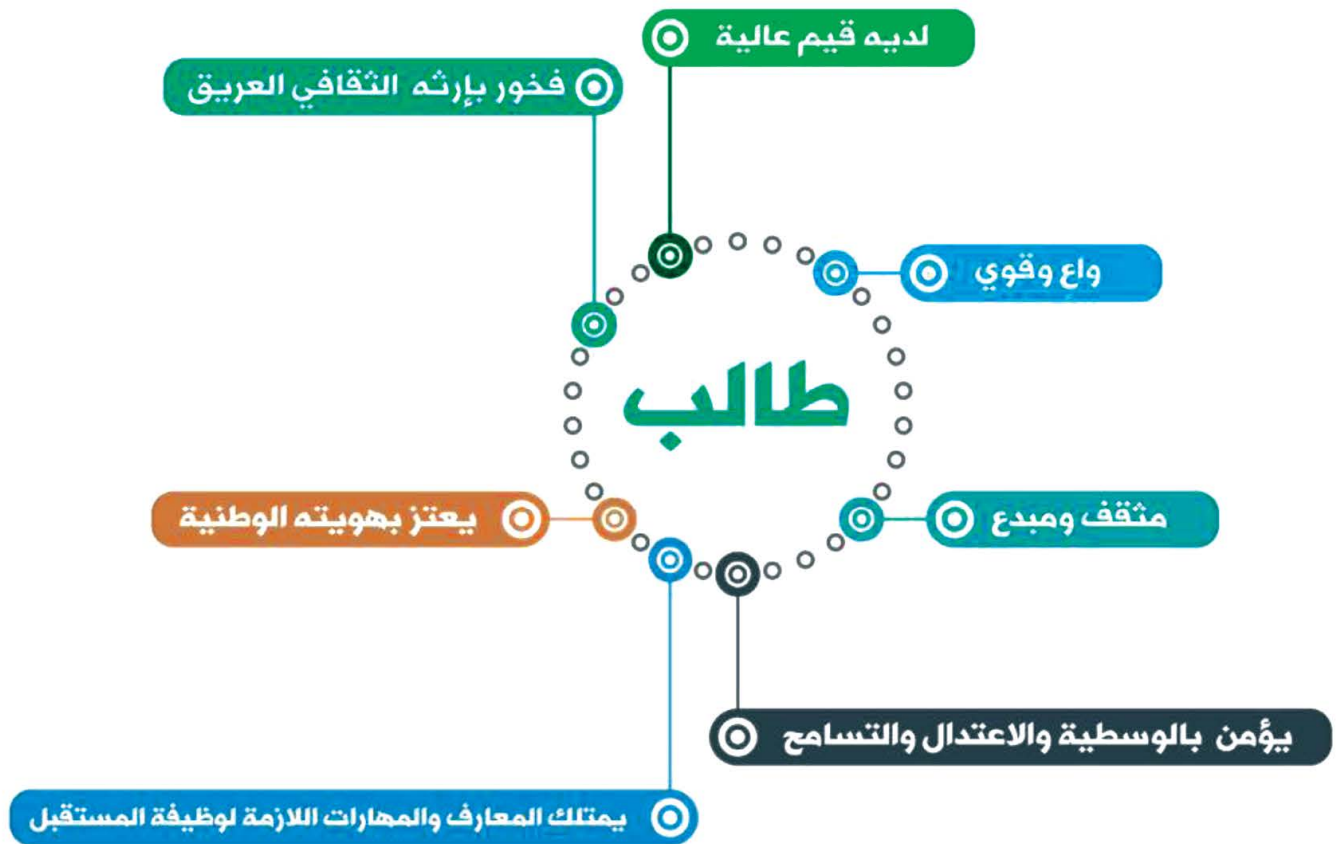 لديه قيم عالية
فخور بإرثه الثقافي العريق
واع وقوي
طالب
مثقف ومبدع
يعتز بهويته الوطنية
يؤمن بالوسطية والاعتدال والتسامح
يمتلك المعارف والمهارات اللازمة لوظيفة المستقبل